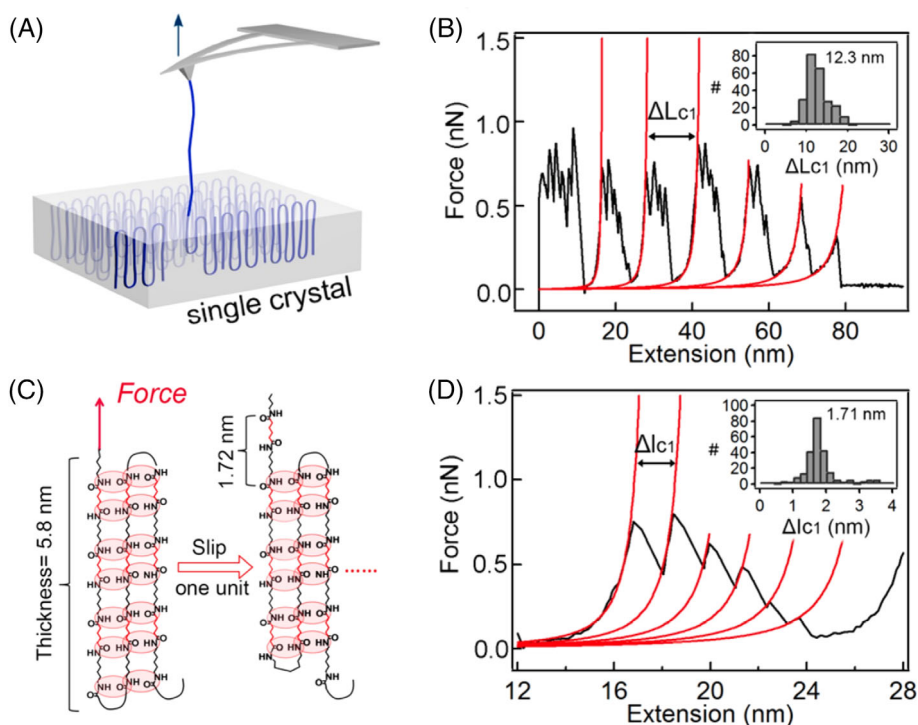 (A)
single crystal
(B)
Force (nN)
1.5
1.0
0.5
0.0
0 20 40 60 80
Extension (nm)
ΔLc1
#
80
60
40
20
0
12.3 nm
0 10 20 30
ΔLc1 (nm)
(C)
Force
Thickness= 5.8 nm
1.72 nm
Slip
one unit
(D)
Force (nN)
1.5
1.0
0.5
0.0
12 16 20 24 28
Extension (nm)
Δlc1
#
100
80
60
40
20
0
1.71 nm
0 1 2 3 4
Δlc1 (nm)